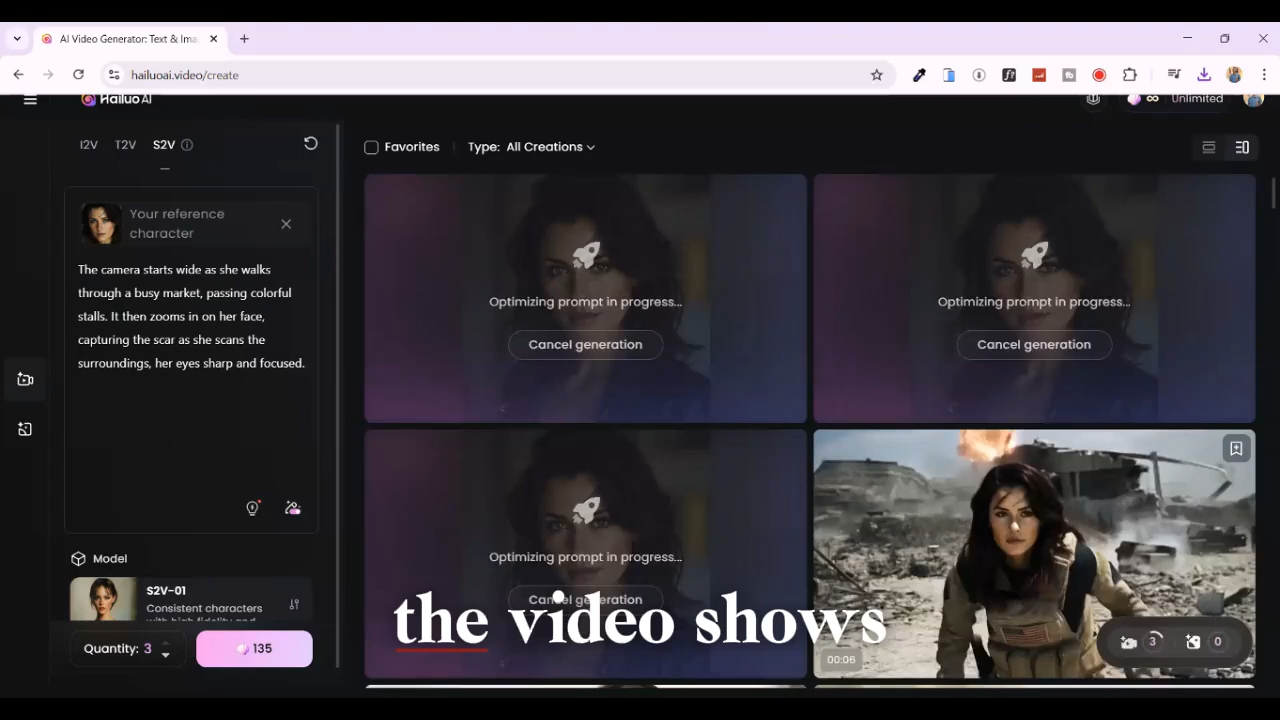 AI Video Generator: Text & Ima
hailuoai.video/create
Hailuo AI
Unlimited
I2V T2V S2V
Favorites
Type: All Creations
Your reference
character
The camera starts wide as she walks
through a busy market, passing colorful
stalls. It then zooms in on her face,
capturing the scar as she scans the
surroundings, her eyes sharp and focused.
Model
S2V-01
Consistent characters
with high fidelity and
Quantity: 3
135
Optimizing prompt in progress...
Cancel generation
Optimizing prompt in progress...
Cancel generation
Optimizing prompt in progress...
Cancel generation
00:06
3 0
the video shows